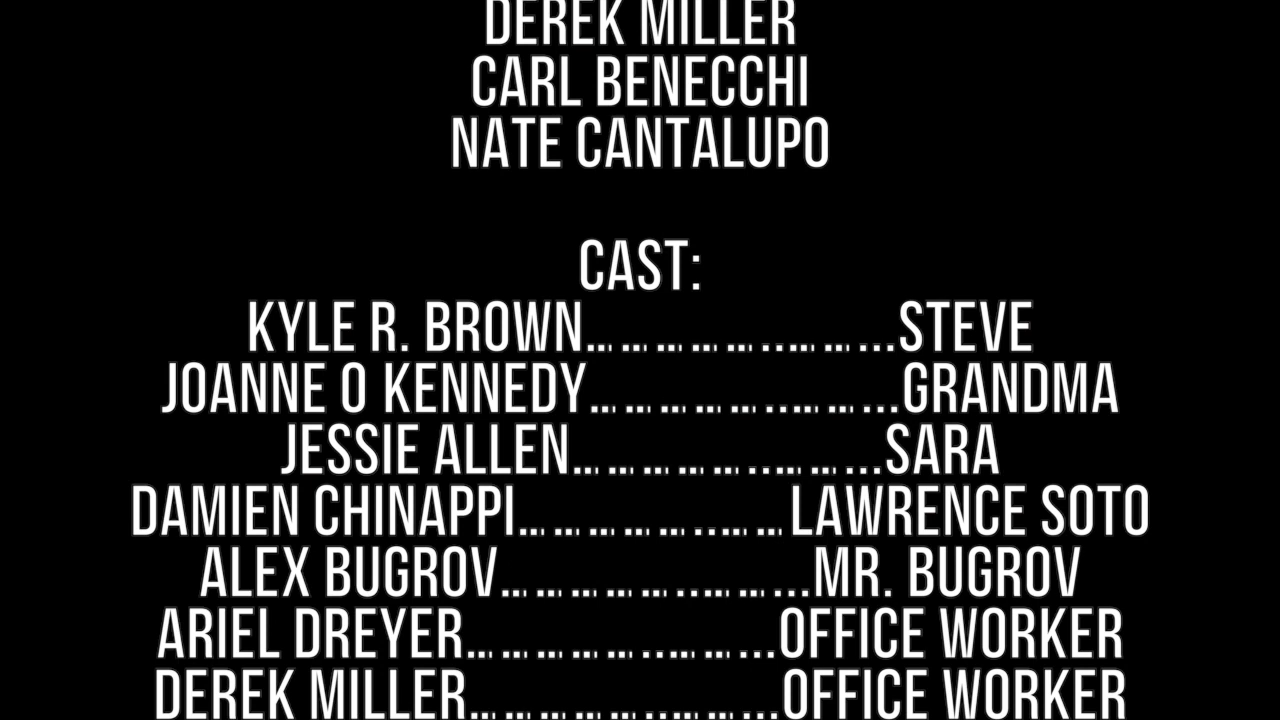 DEREK MILLER
CARL BENECCHI
NATE CANTALUPO
CAST:
KYLE R. BROWN.....................STEVE
JOANNE O KENNEDY.....................GRANDMA
JESSIE ALLEN.....................SARA
DAMIEN CHINAPPI.....................LAWRENCE SOTO
ALEX BUGROV.....................MR. BUGROV
ARIEL DREYER.....................OFFICE WORKER
DEREK MILLER.....................OFFICE WORKER